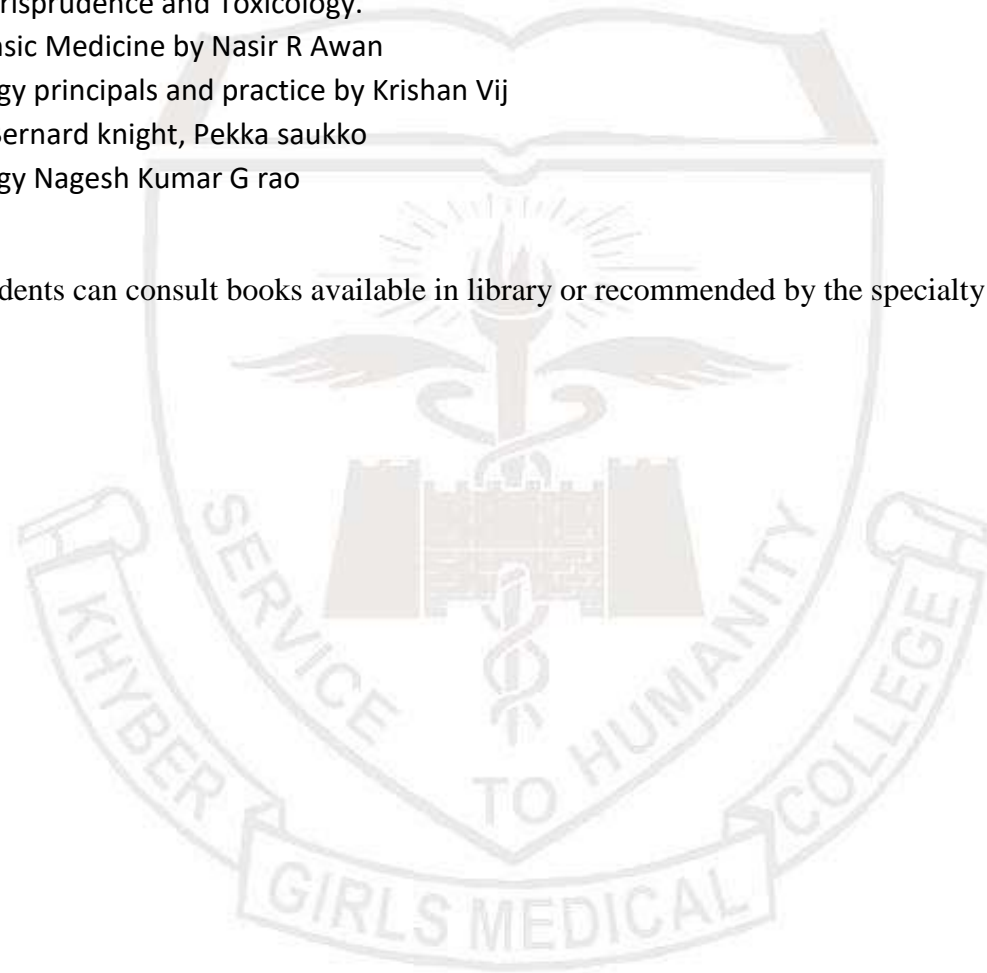 risprudence and Toxicology.
sic Medicine by Nasir R Awan
gy principals and practice by Krishan Vij
Bernard knight, Pekka saukko
gy Nagesh Kumar G rao
dents can consult books available in library or recommended by the specialty
SERVICE TO HUMANITY
KHYBER GIRLS MEDICAL COLLEGE